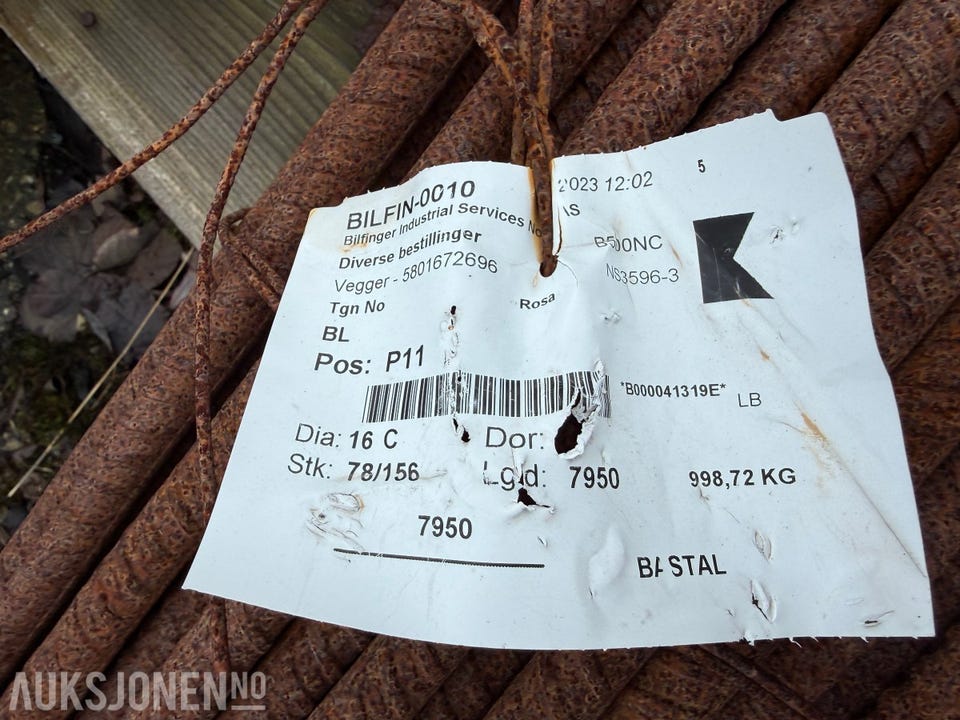 BILFIN-0010
Bilfinger Industrial Services
Diverse bestillinger
Vegger - 5801672696
Tgn No
BL
Pos: P11
2023 12:02
5
B500NC
NS3596-3
Rosa
*B000041319E* LB
Dia: 16 C Dor:
Stk: 78/156 7950 998,72 KG
7950
STAL
AUKSJONEN NO